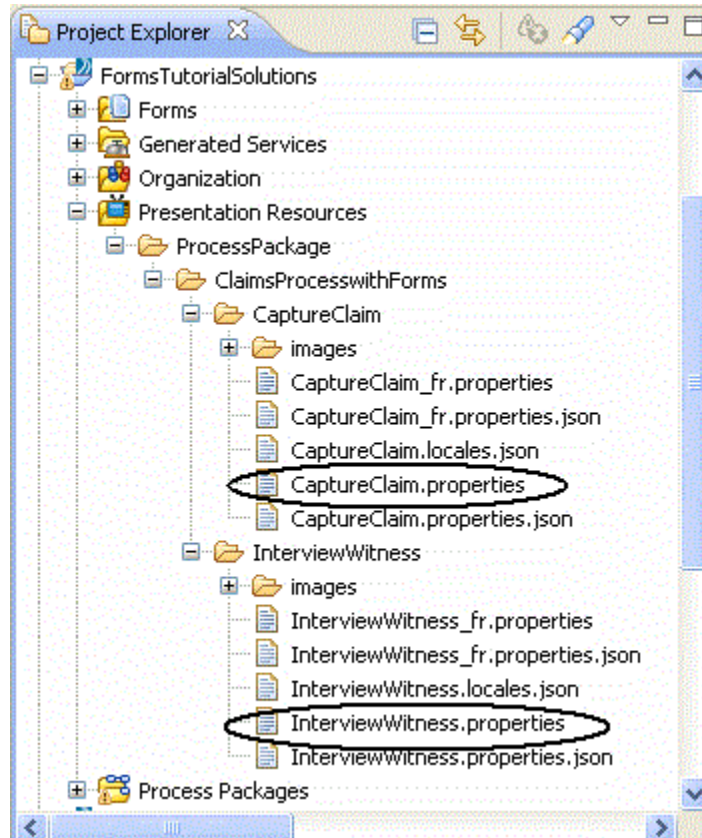 Project Explorer
FormsTutorialSolutions
Forms
Generated Services
Organization
Presentation Resources
ProcessPackage
ClaimsProcesswithForms
CaptureClaim
images
CaptureClaim_fr.properties
CaptureClaim_fr.properties.json
CaptureClaim.locales.json
CaptureClaim.properties
CaptureClaim.properties.json
InterviewWitness
images
InterviewWitness_fr.properties
InterviewWitness_fr.properties.json
InterviewWitness.locales.json
InterviewWitness.properties
InterviewWitness.properties.json
Process Packages